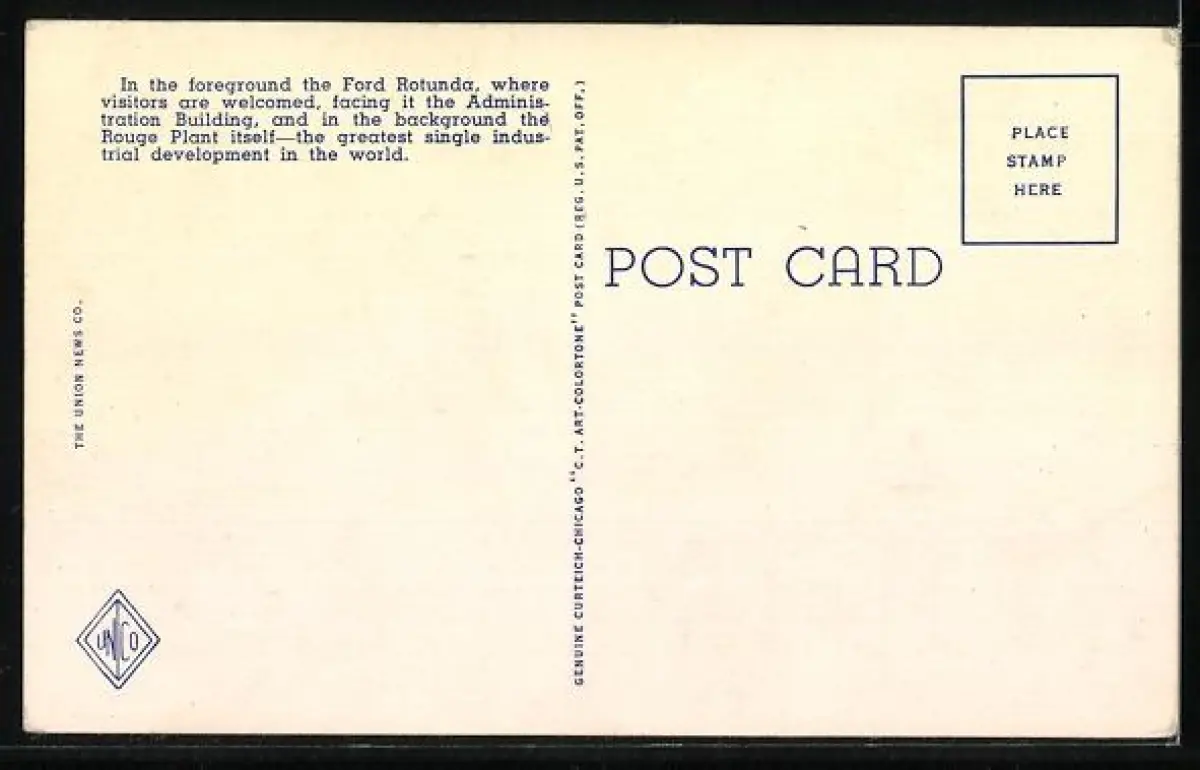 In the foreground the Ford Rotunda, where
visitors are welcomed, facing it the Adminis-
tration Building, and in the background the
Rouge Plant itself—the greatest single indus-
trial development in the world.
THE UNION NEWS CO.
UNCO
GENUINE CURTEICH-CHICAGO "C.T. ART-COLORTONE" POST CARD (REG. U.S. PAT. OFF.)
POST CARD
PLACE
STAMP
HERE